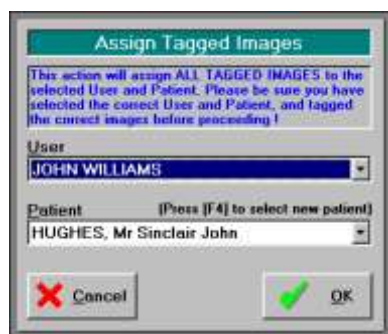 Assign Tagged Images
This action will assign ALL TAGGED IMAGES to the
selected User and Patient. Please be sure you have
selected the correct User and Patient, and tagged
the correct images before proceeding !
User
JOHN WILLIAMS
Patient (Press [F4] to select new patient)
HUGHES, Mr Sinclair John
Cancel OK